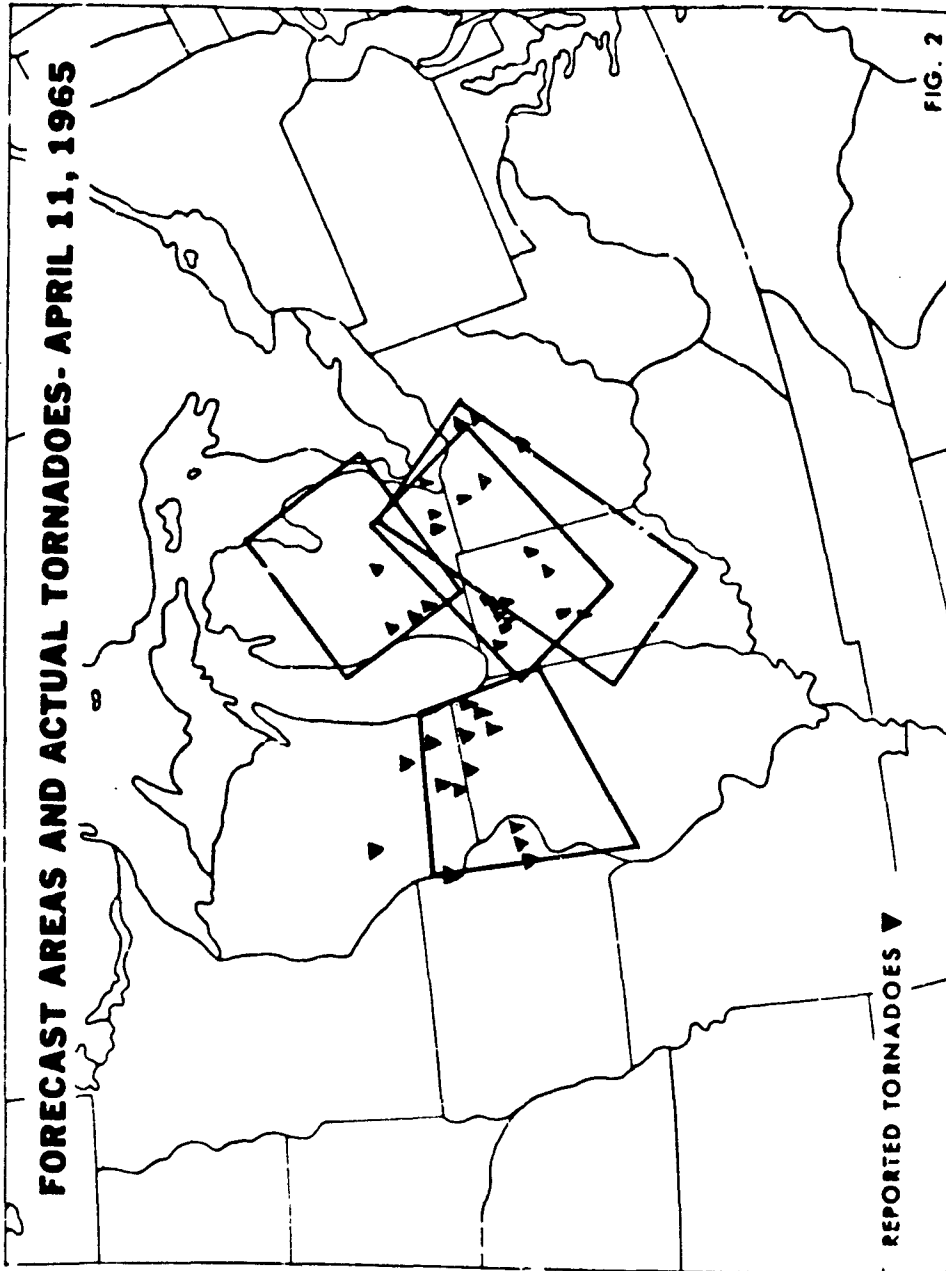 FORECAST AREAS AND ACTUAL TORNADOES- APRIL 11, 1965
REPORTED TORNADOES
FIG. 2